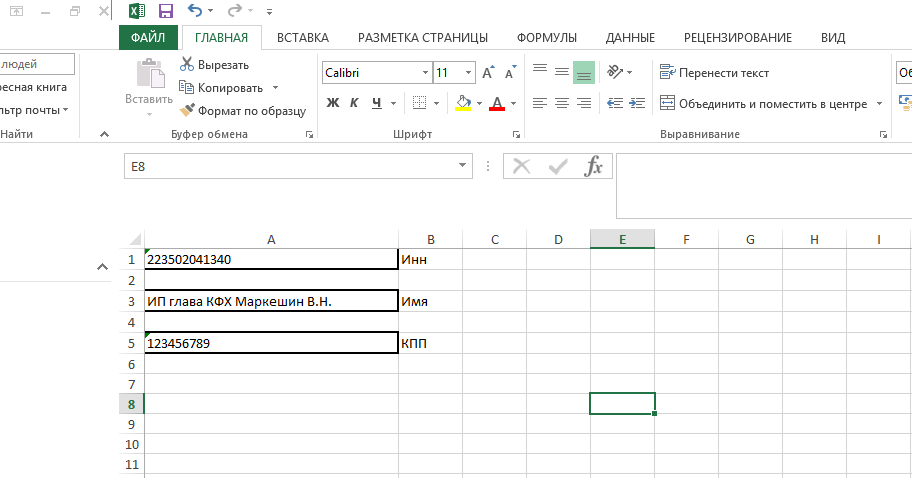 ФАЙЛ ГЛАВНАЯ ВСТАВКА РАЗМЕТКА СТРАНИЦЫ ФОРМУЛЫ ДАННЫЕ РЕЦЕНЗИРОВАНИЕ ВИД
людей
ресная книга
льтр почты
Найти
Вставить
Вырезать
Копировать
Формат по образцу
Буфер обмена
Calibri 11
Ж К Ч А
Шрифт
Перенести текст
Объединить и поместить в центре
Выравнивание
Об
E8 fx
A B C D E F G H I
1 223502041340 Инн
2
3 ИП глава КФХ Маркешин В.Н. Имя
4
5 123456789 КПП
6
7
8
9
10
11